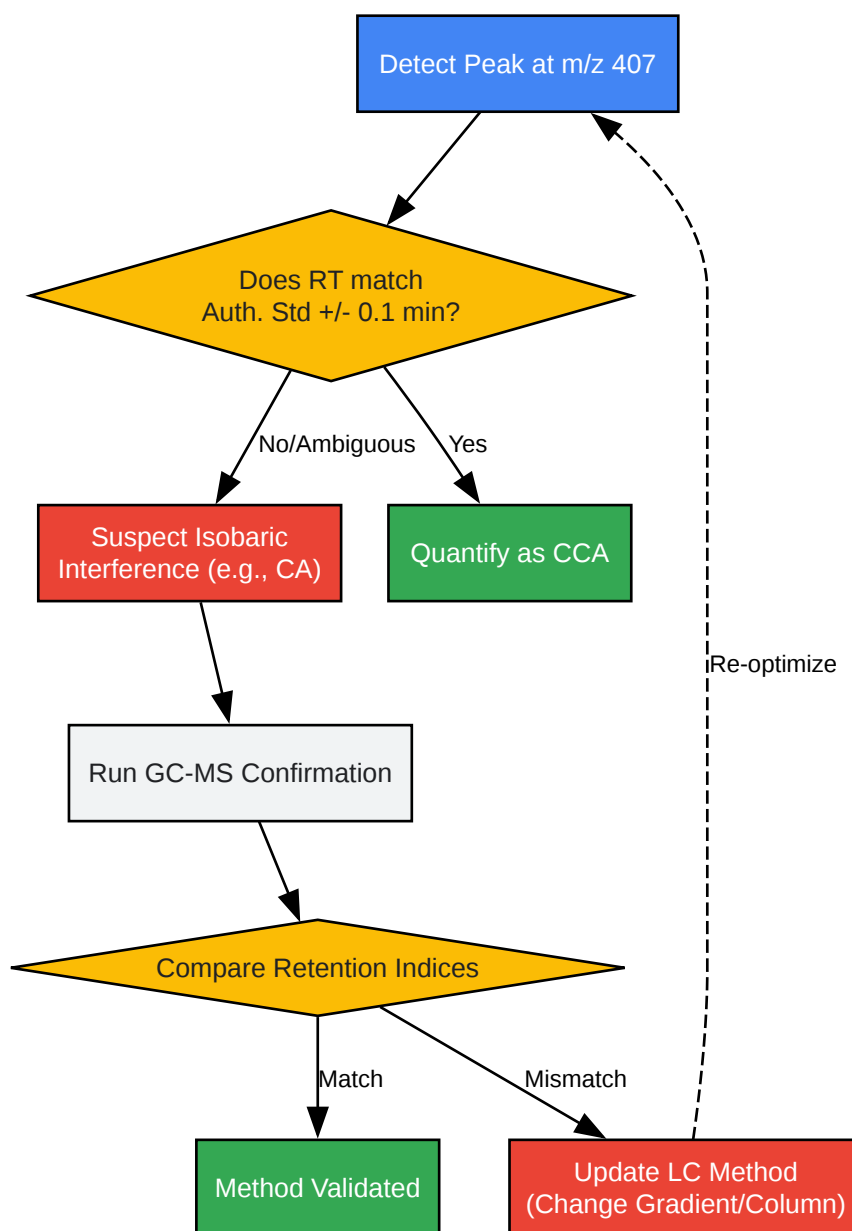 Detect Peak at m/z 407
Does RT match
Auth. Std +/- 0.1 min?
No/Ambiguous
Yes
Suspect Isobaric
Interference (e.g., CA)
Quantify as CCA
Re-optimize
Run GC-MS Confirmation
Compare Retention Indices
Match
Mismatch
Method Validated
Update LC Method
(Change Gradient/Column)